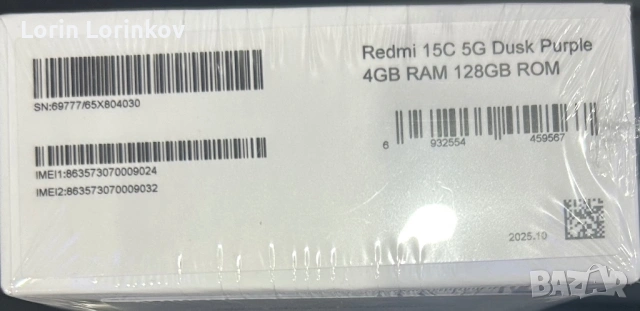 Lorin Lorinkov
Redmi 15C 5G Dusk Purple
4GB RAM 128GB ROM
SN:69777/65X804030
6 932554 459567
IMEI1:863573070009024
IMEI2:863573070009032
2025.10
BAZAR